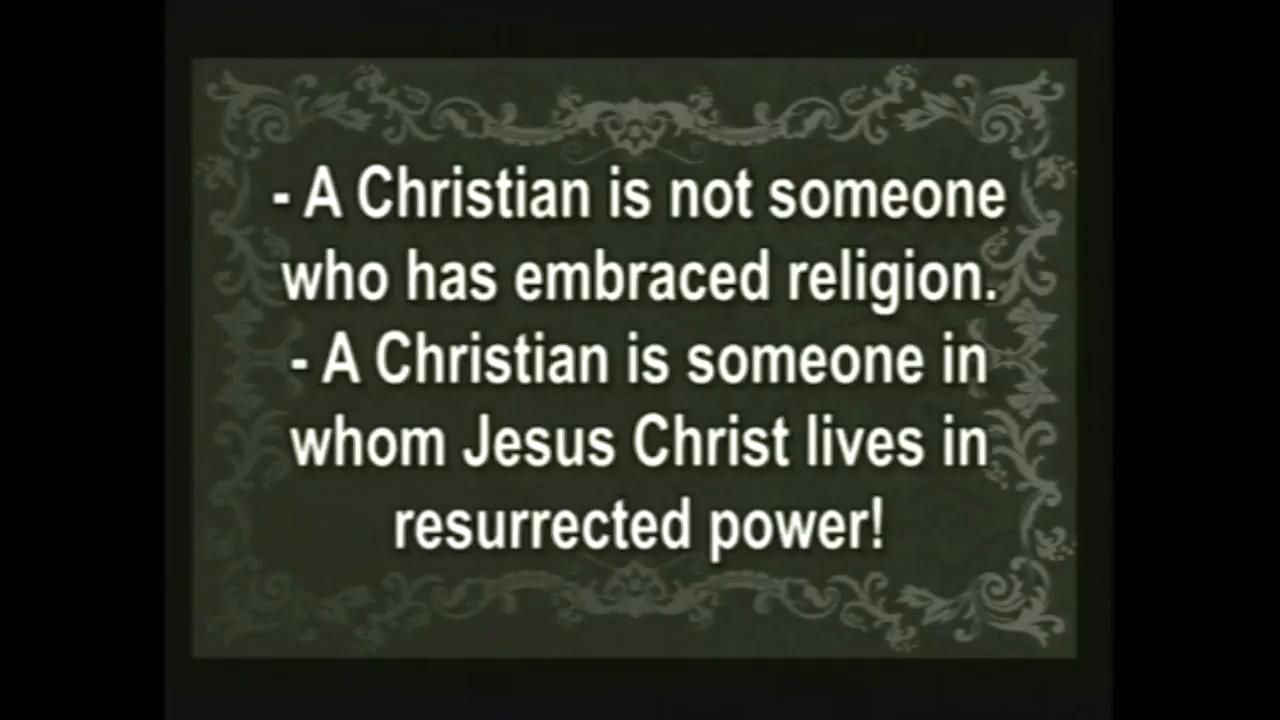 - A Christian is not someone
who has embraced religion.
- A Christian is someone in
whom Jesus Christ lives in
resurrected power!